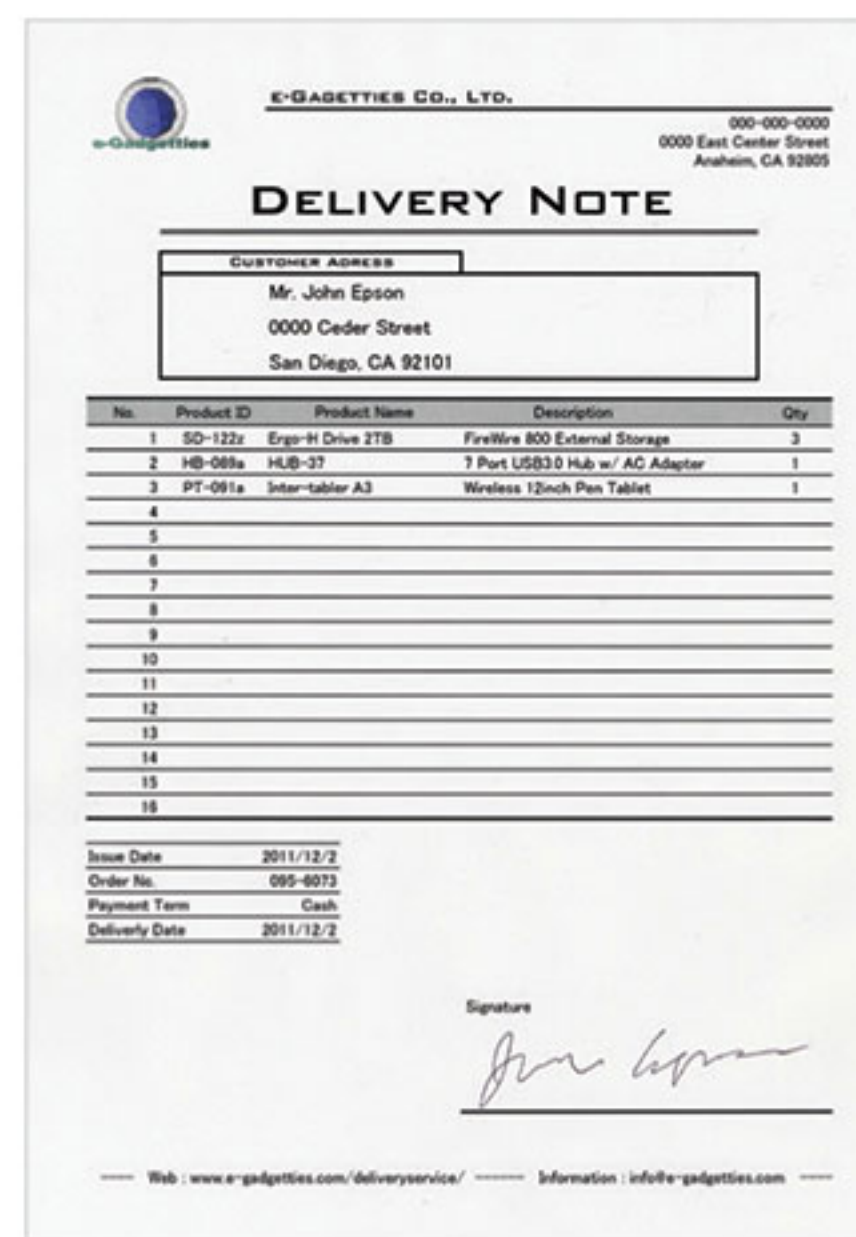 E-GAGETTIES CO., LTD.
e-Gadgetties
000-000-0000
0000 East Center Street
Anaheim, CA 92805
DELIVERY NOTE
CUSTOMER ADRESS
Mr. John Epson
0000 Ceder Street
San Diego, CA 92101
No. Product ID Product Name Description Qty
1 SD-122z Ergo-H Drive 2TB FireWire 800 External Storage 3
2 HB-089a HUB-37 7 Port USB3.0 Hub w/ AC Adapter 1
3 PT-091a Inter-tabler A3 Wireless 12inch Pen Tablet 1
4
5
6
7
8
9
10
11
12
13
14
15
16
Issue Date 2011/12/2
Order No. 095-6073
Payment Term Cash
Deliverly Date 2011/12/2
Signature
Web : www.e-gadgetties.com/deliveryservice/ Information : info@e-gadgetties.com